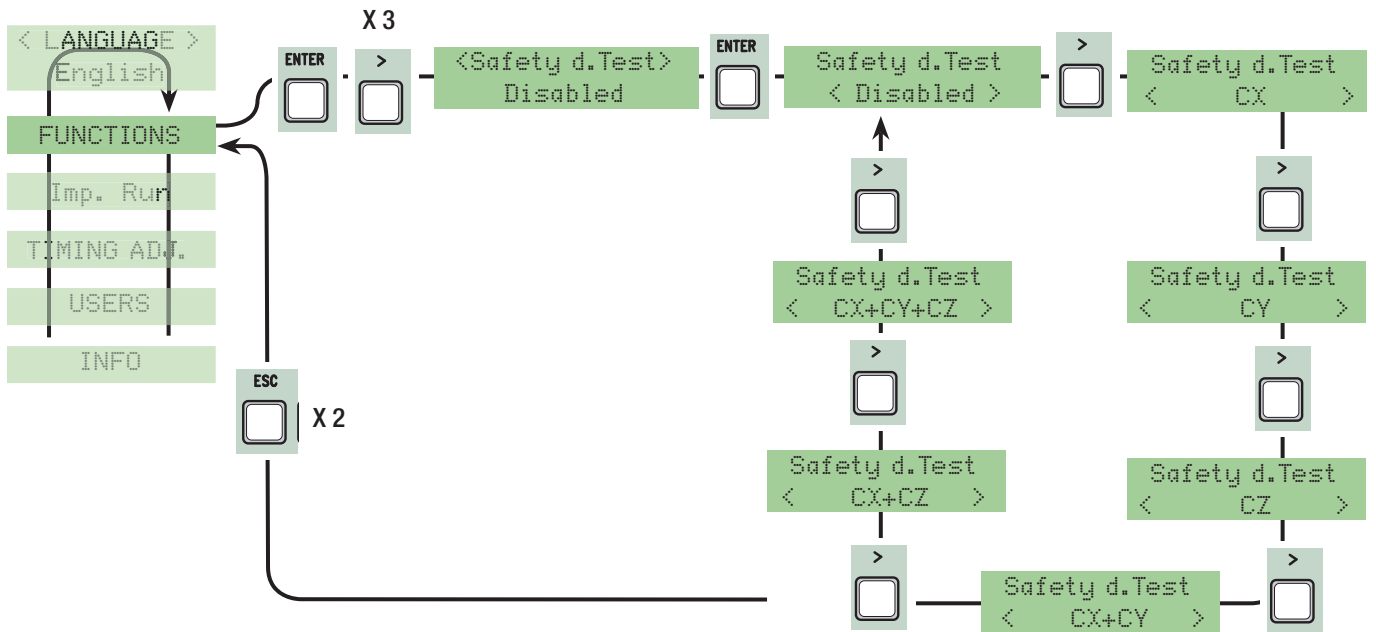 < LANGUAGE >
English
FUNCTIONS
Imp. Run
TIMING ADJ.
USERS
INFO
ENTER
X 3
>
<Safety d.Test>
Disabled
ENTER
Safety d.Test
< Disabled >
>
Safety d.Test
< CX >
>
Safety d.Test
< CY >
>
Safety d.Test
< CZ >
>
Safety d.Test
< CX+CY >
>
Safety d.Test
< CX+CZ >
>
Safety d.Test
< CX+CY+CZ >
>
ESC
X 2